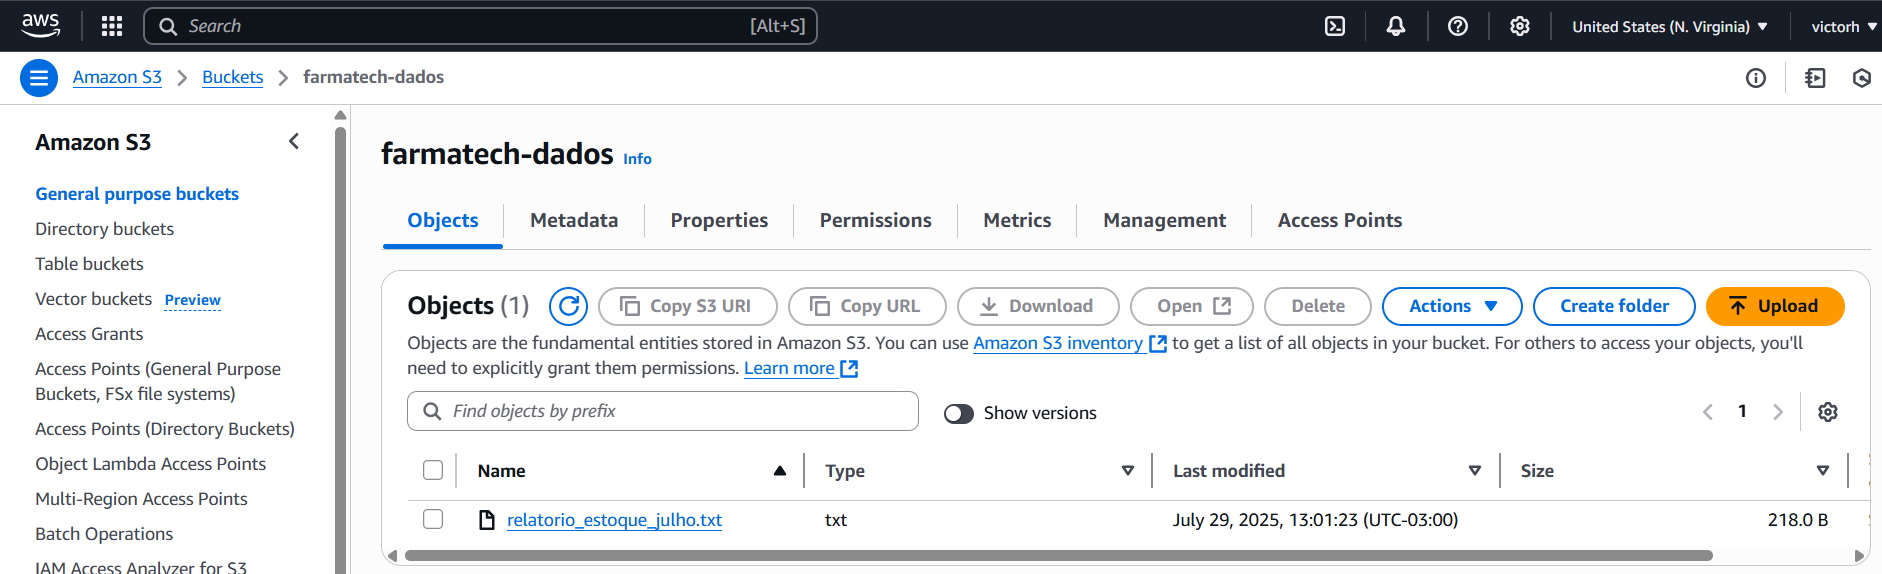 aws
Search [Alt+S]
United States (N. Virginia)
victorh
Amazon S3
Buckets
farmatech-dados
Amazon S3
General purpose buckets
Directory buckets
Table buckets
Vector buckets Preview
Access Grants
Access Points (General Purpose
Buckets, FSx file systems)
Access Points (Directory Buckets)
Object Lambda Access Points
Multi-Region Access Points
Batch Operations
IAM Access Analyzer for S3
farmatech-dados Info
Objects
Metadata
Properties
Permissions
Metrics
Management
Access Points
Objects (1)
Copy S3 URI
Copy URL
Download
Open
Delete
Actions
Create folder
Upload
Objects are the fundamental entities stored in Amazon S3. You can use Amazon S3 inventory to get a list of all objects in your bucket. For others to access your objects, you'll
need to explicitly grant them permissions. Learn more
Find objects by prefix
Show versions
1
Name Type Last modified Size
relatorio_estoque_julho.txt txt July 29, 2025, 13:01:23 (UTC-03:00) 218.0 B